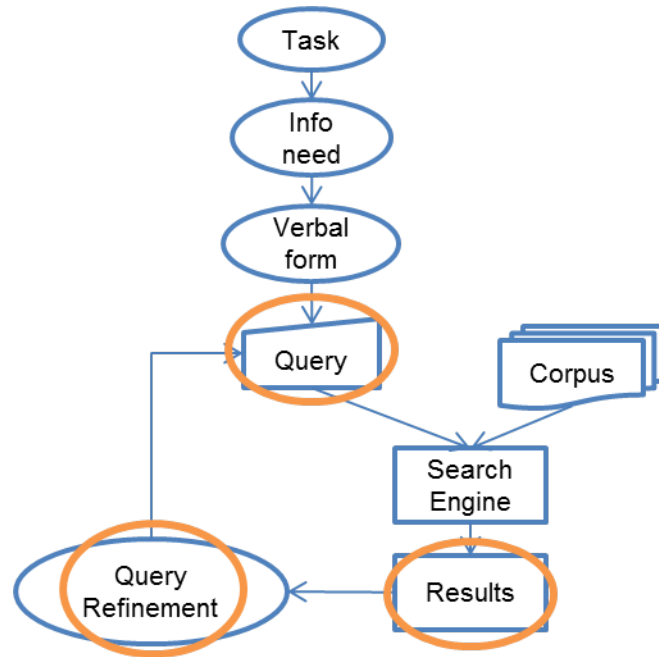 Task
Info
need
Verbal
form
Query
Corpus
Search
Engine
Query
Refinement
Results